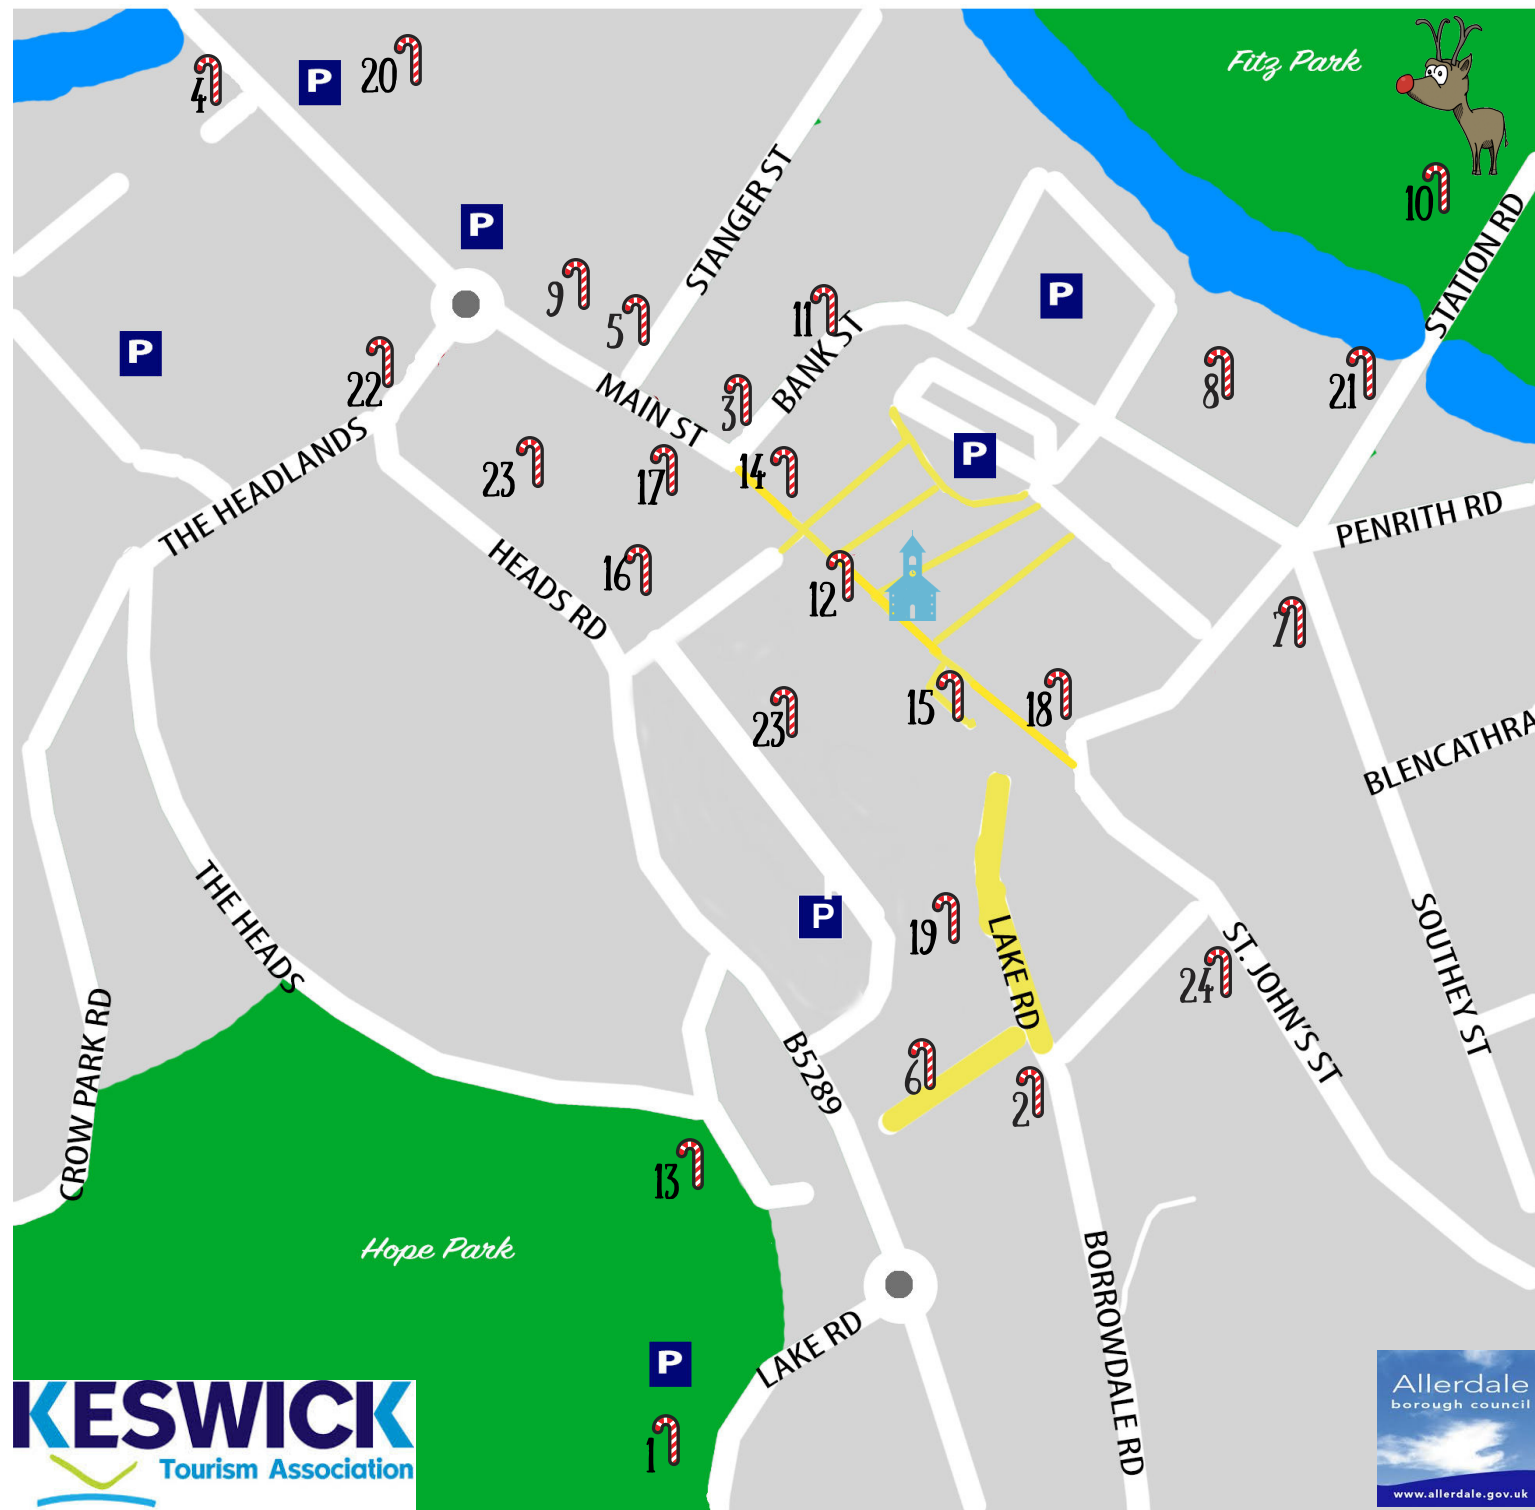 Fitz Park
4
P
20
10
STANGER ST
STATION RD
P
9
5
11
BANK ST
P
P
22
MAIN ST
3
8
21
THE HEADLANDS
23
17
14
P
PENRITH RD
HEADS RD
16
12
7
23
15
18
BLENCATHRA
THE HEADS
P
19
LAKE RD
24
ST. JOHN'S ST
SOUTHEY ST
CROW PARK RD
B5289
6
2
13
Hope Park
BORROWDALE RD
LAKE RD
P
1
KESWICK
Tourism Association
Allerdale
borough council
www.allerdale.gov.uk